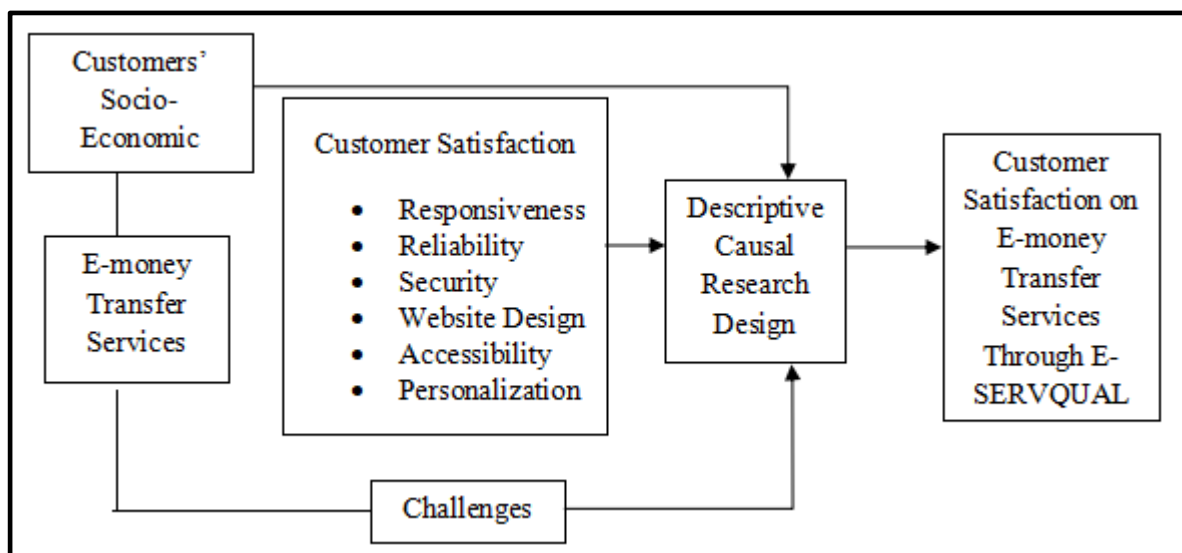 Customers’
Socio-
Economic
E-money
Transfer
Services
Customer Satisfaction
• Responsiveness
• Reliability
• Security
• Website Design
• Accessibility
• Personalization
Challenges
Descriptive
Causal
Research
Design
Customer
Satisfaction on
E-money
Transfer
Services
Through E-
SERVQUAL